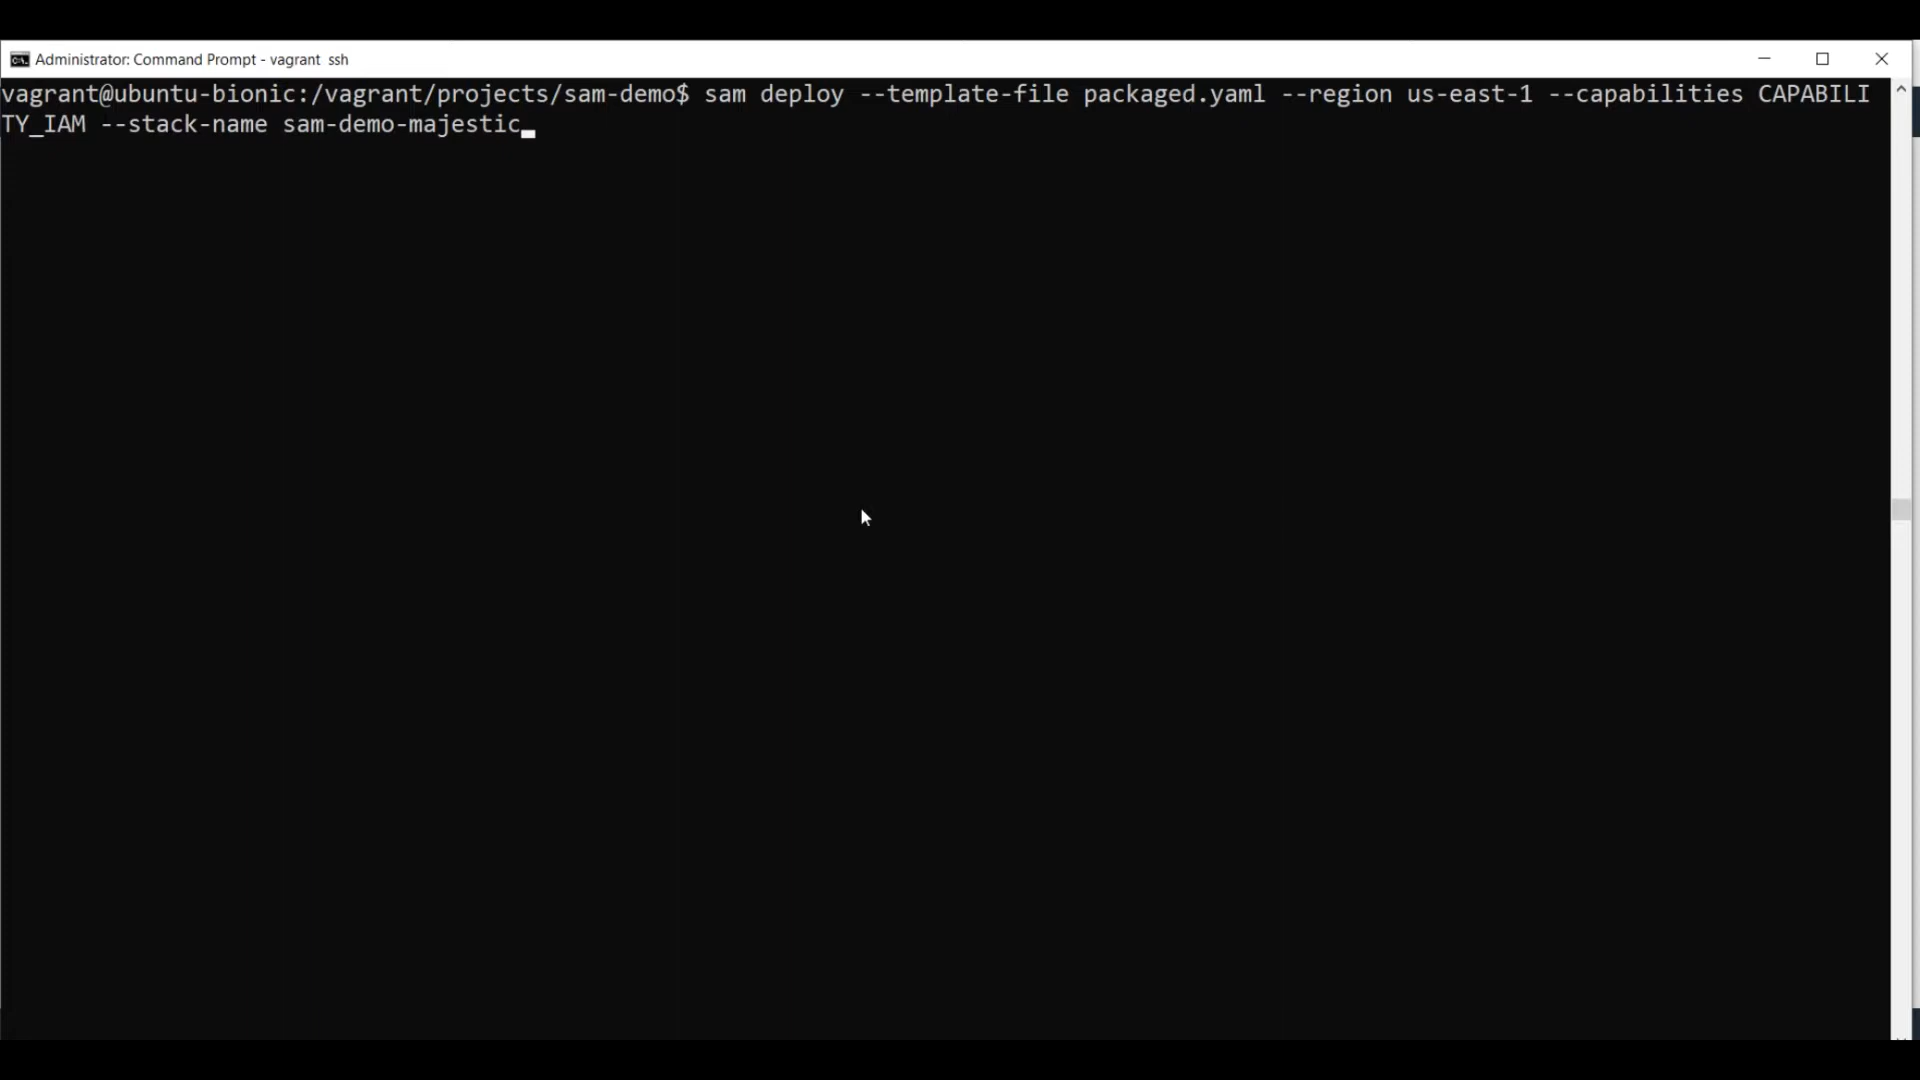 Administrator: Command Prompt - vagrant  ssh
vagrant@ubuntu-bionic:/vagrant/projects/sam-demo$ sam deploy --template-file packaged.yaml --region us-east-1 --capabilities CAPABILI
TY_IAM --stack-name sam-demo-majestic